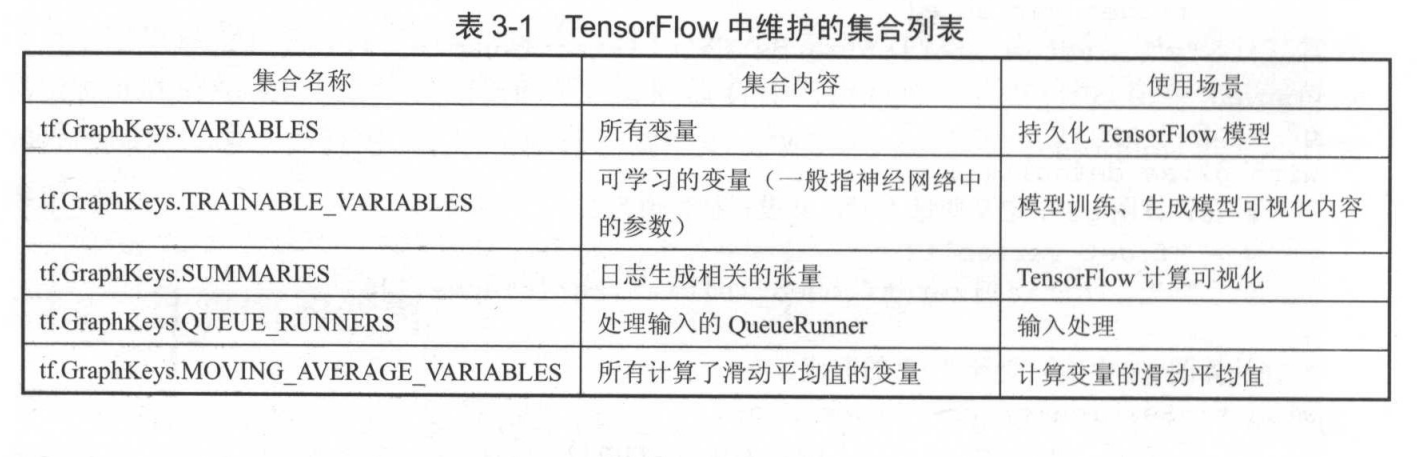 表 3-1 TensorFlow 中维护的集合列表
集合名称 集合内容 使用场景
tf.GraphKeys.VARIABLES 所有变量 持久化 TensorFlow 模型
tf.GraphKeys.TRAINABLE_VARIABLES 可学习的变量（一般指神经网络中
的参数） 模型训练、生成模型可视化内容
tf.GraphKeys.SUMMARIES 日志生成相关的张量 TensorFlow 计算可视化
tf.GraphKeys.QUEUE_RUNNERS 处理输入的 QueueRunner 输入处理
tf.GraphKeys.MOVING_AVERAGE_VARIABLES 所有计算了滑动平均值的变量 计算变量的滑动平均值